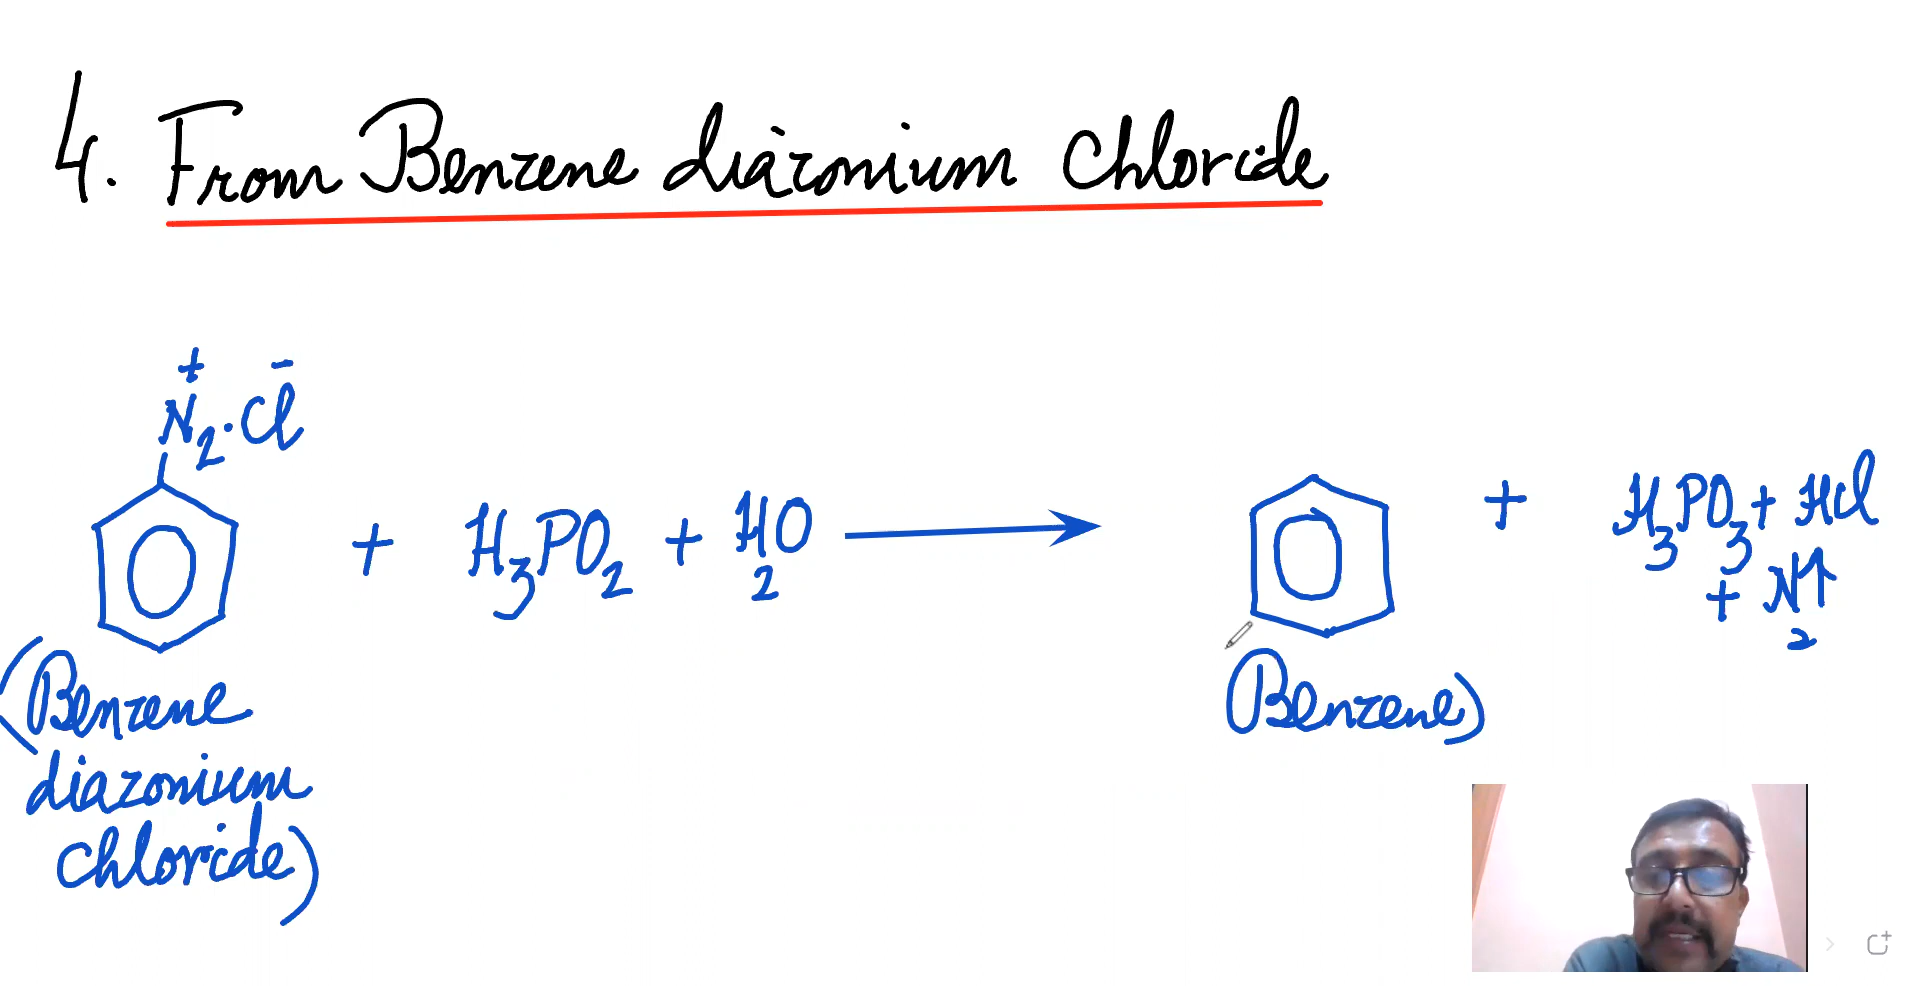 4. From Benzene diazonium Chloride
N₂⁺.Cl⁻
+ H₃PO₂ + H₂O ⟶ + H₃PO₃ + HCl
+ N₂↑
(Benzene
diazonium
chloride)
(Benzene)